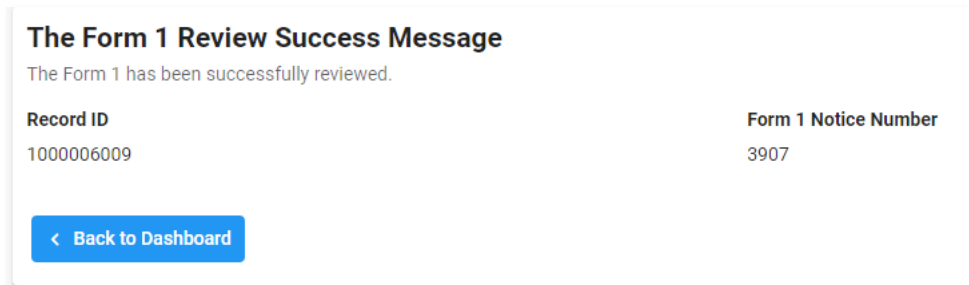 The Form 1 Review Success Message
The Form 1 has been successfully reviewed.
Record ID
1000006009
Form 1 Notice Number
3907
Back to Dashboard